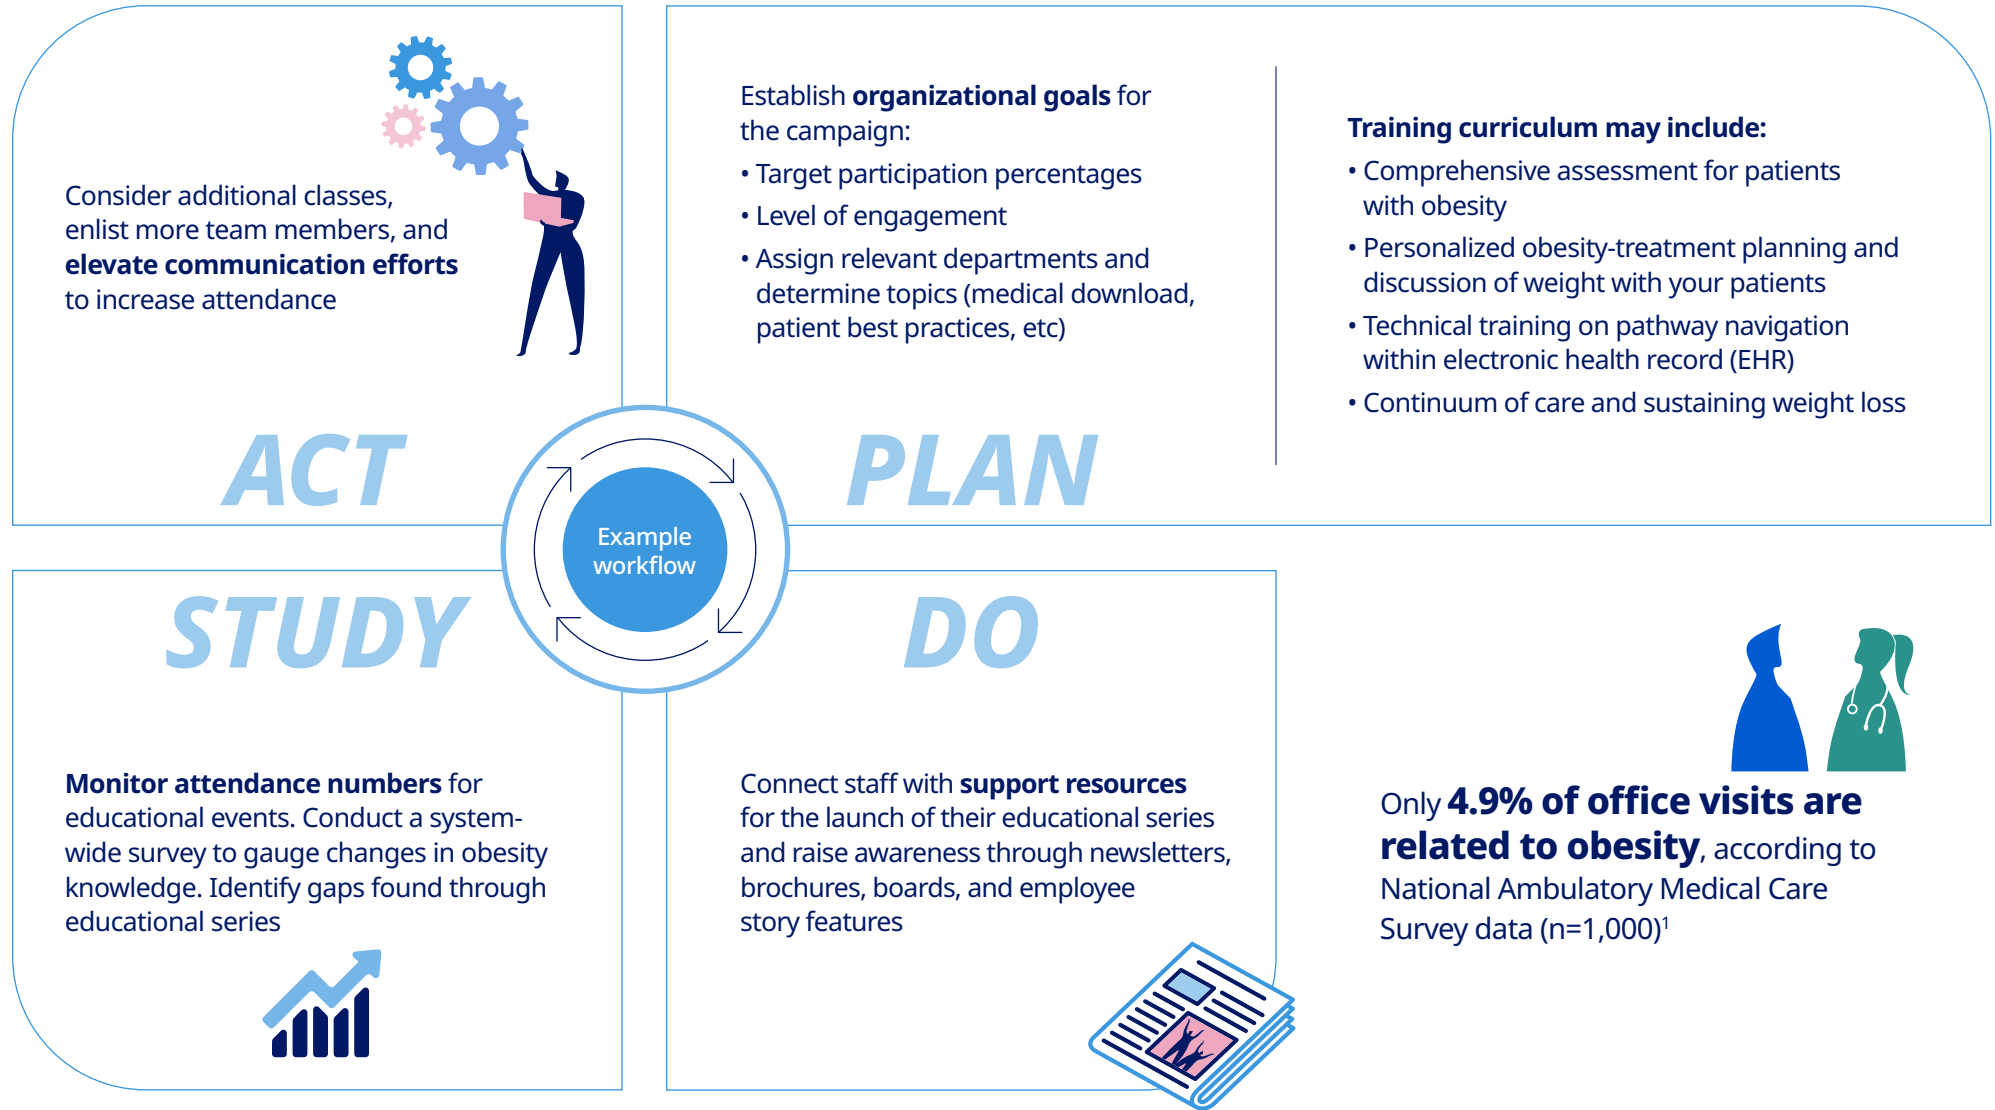 Consider additional classes,
enlist more team members, and
elevate communication efforts
to increase attendance
ACT
Establish organizational goals for
the campaign:
• Target participation percentages
• Level of engagement
• Assign relevant departments and
determine topics (medical download,
patient best practices, etc)
PLAN
Training curriculum may include:
• Comprehensive assessment for patients
with obesity
• Personalized obesity-treatment planning and
discussion of weight with your patients
• Technical training on pathway navigation
within electronic health record (EHR)
• Continuum of care and sustaining weight loss
Example
workflow
STUDY
Monitor attendance numbers for
educational events. Conduct a system-
wide survey to gauge changes in obesity
knowledge. Identify gaps found through
educational series
DO
Connect staff with support resources
for the launch of their educational series
and raise awareness through newsletters,
brochures, boards, and employee
story features
Only 4.9% of office visits are
related to obesity, according to
National Ambulatory Medical Care
Survey data (n=1,000)¹